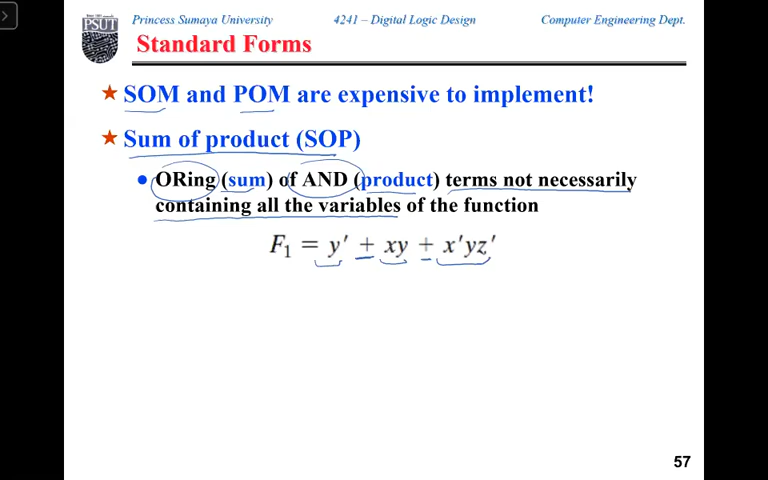 Princess Sumaya University 4241 – Digital Logic Design Computer Engineering Dept.
PSUT
Standard Forms
SOM and POM are expensive to implement!
Sum of product (SOP)
ORing (sum) of AND (product) terms not necessarily
containing all the variables of the function
F₁ = y′ + xy + x′yz′
57